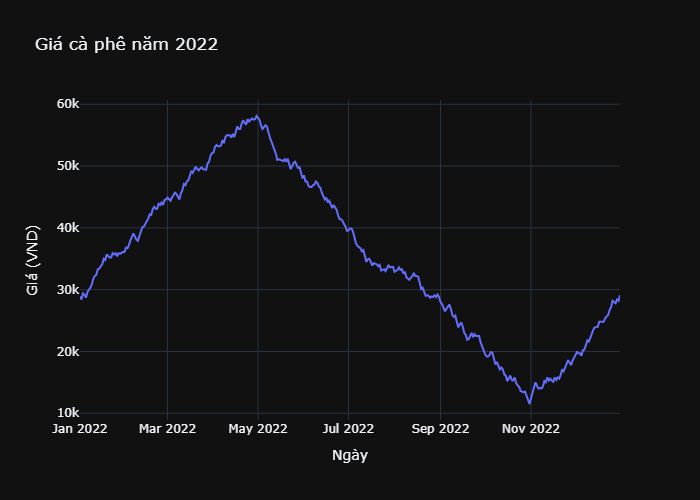 Giá cà phê năm 2022
Giá (VND)
60k
50k
40k
30k
20k
10k
Jan 2022 Mar 2022 May 2022 Jul 2022 Sep 2022 Nov 2022
Ngày